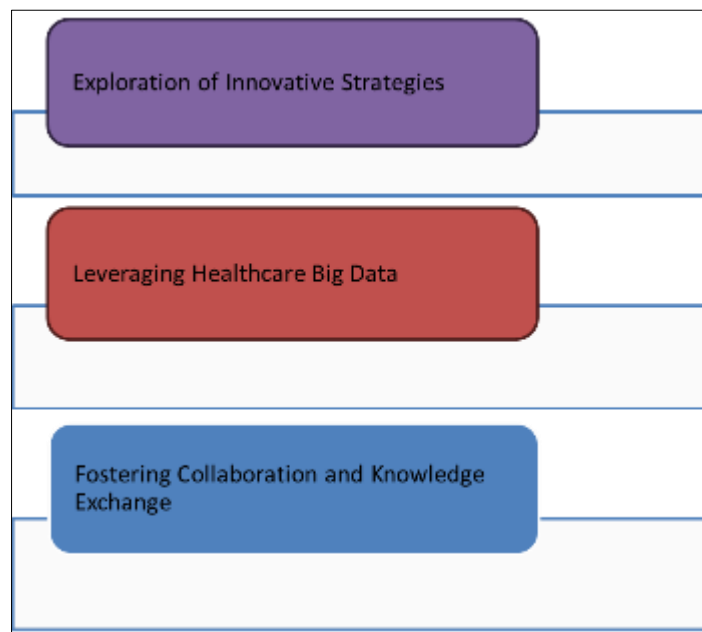 Exploration of Innovative Strategies
Leveraging Healthcare Big Data
Fostering Collaboration and Knowledge
Exchange